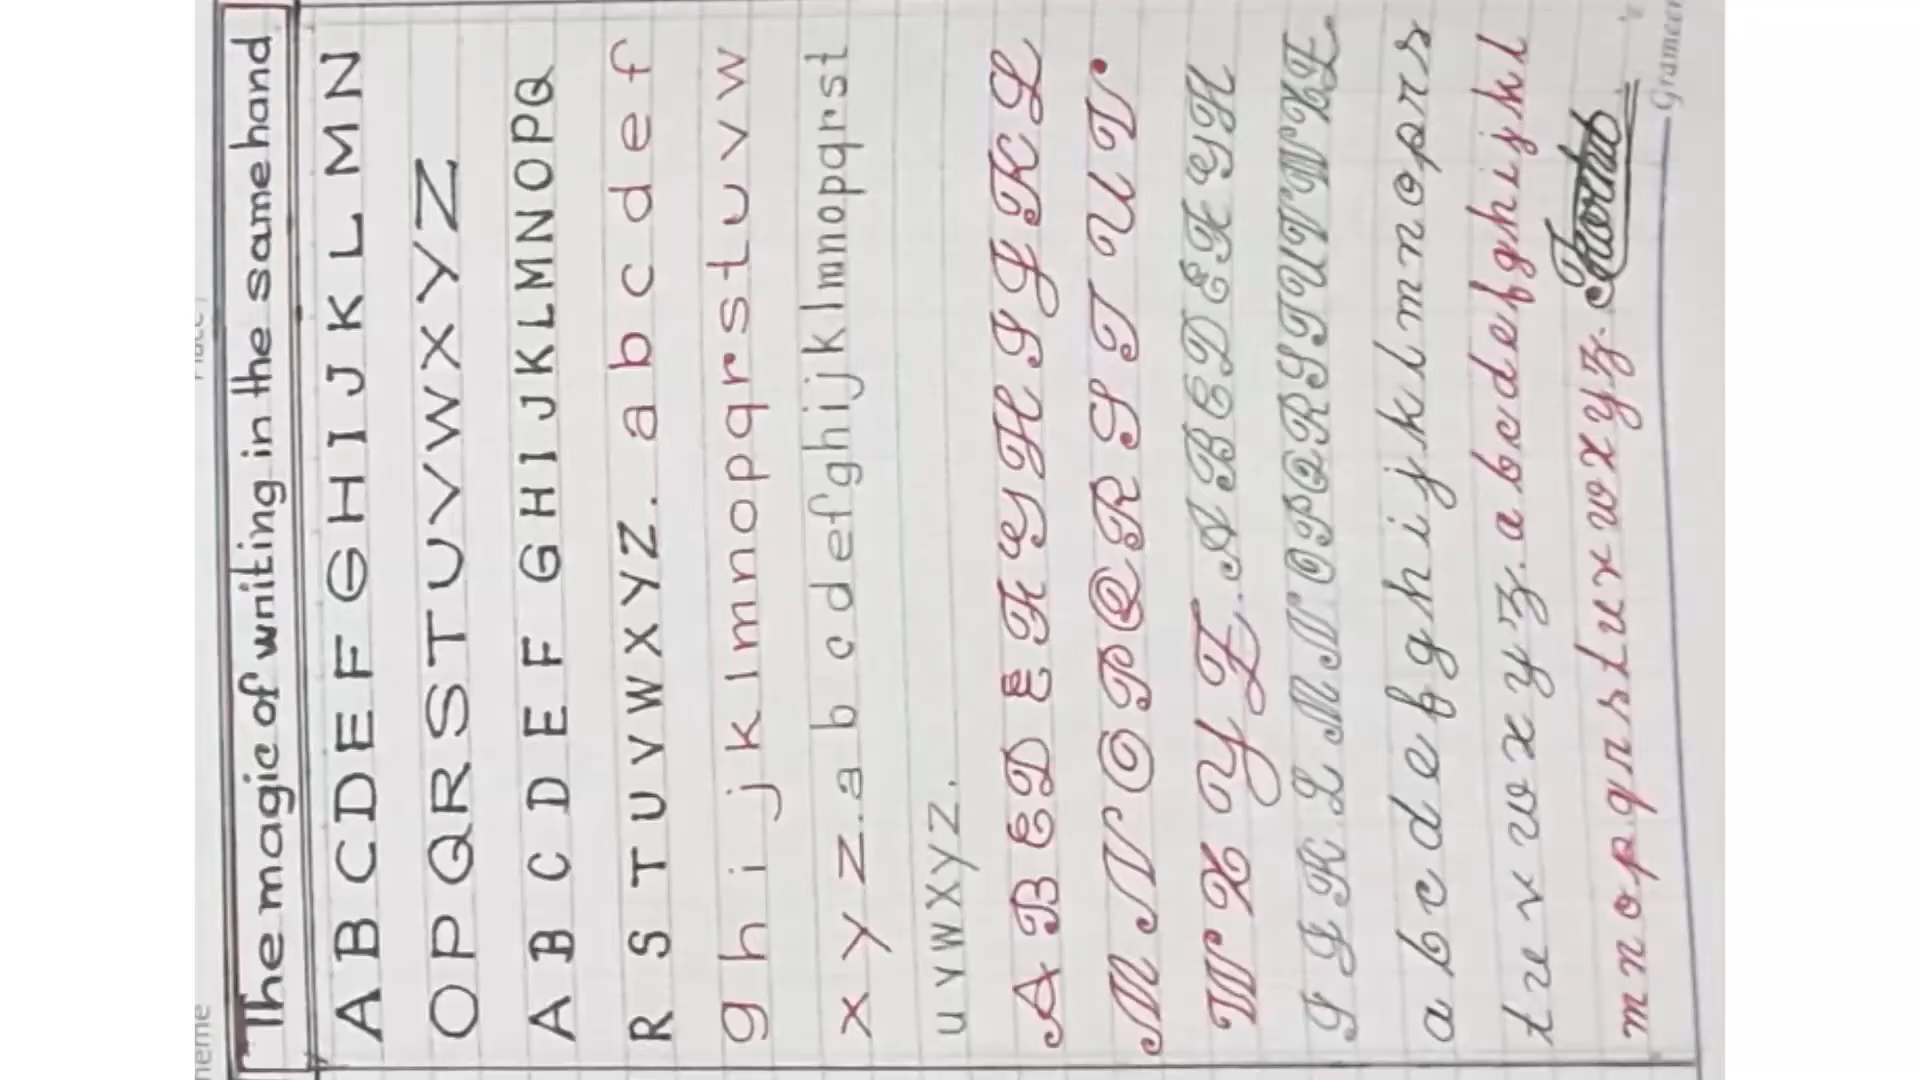 The magic of writing in the same hand
A B C D E F G H I J K L M N
O P Q R S T U V W X Y Z
A B C D E F G H I J K L M N O P Q
R S T U V W X Y Z. a b c d e f
g h i j k l m n o p q r s t u v w
x y z. a b c d e f g h i j k l m n o p q r s t
u v w x y z.
A B C D E F G H I J K L
M N O P Q R S T U V.
W X Y Z. A B C D E F G H
I J K L M N O P Q R S T U V W X Z
a b c d e f g h i j k l m n o p r s
t u v w x y z. a b c d e f g h i j k l
m n o p q r s t u v w x y z.